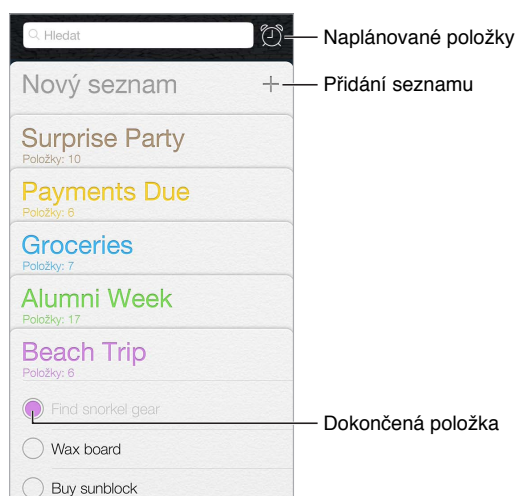 Hledat
Naplánované položky
Nový seznam
Přidání seznamu
Surprise Party
Položky: 10
Payments Due
Položky: 6
Groceries
Položky: 7
Alumni Week
Položky: 17
Beach Trip
Položky: 6
Find snorkel gear
Dokončená položka
Wax board
Buy sunblock